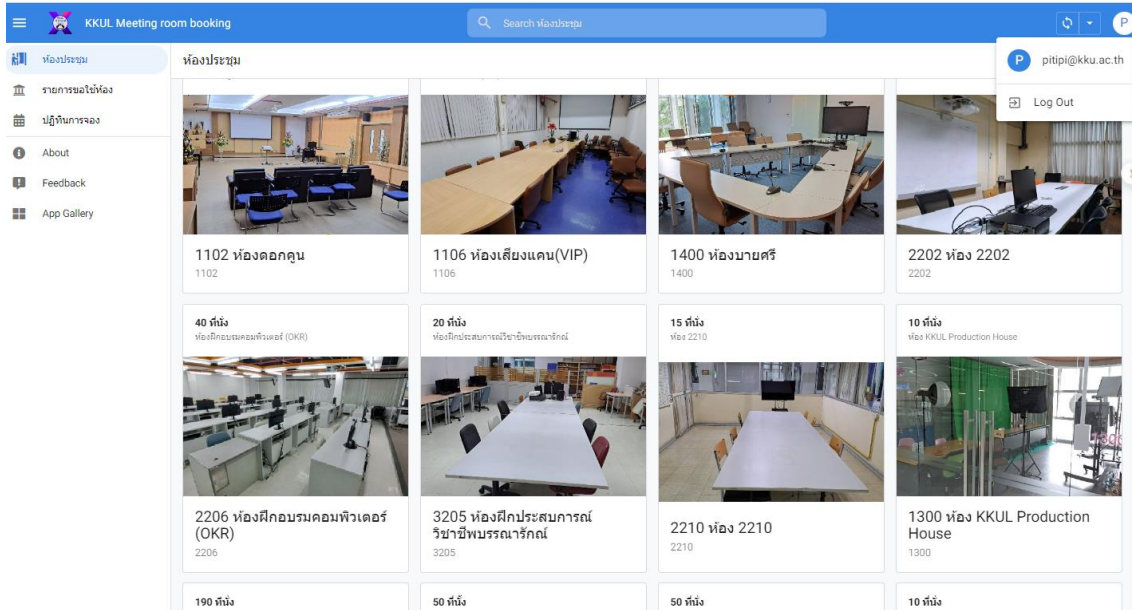 KKUL Meeting room booking
Search ห้องประชุม
P
ห้องประชุม
รายการขอใช้ห้อง
ปฏิทินการจอง
About
Feedback
App Gallery
ห้องประชุม
P pitipi@kku.ac.th
Log Out
1102 ห้องดอกคูน
1102
1106 ห้องเสียงแคน(VIP)
1106
1400 ห้องบายศรี
1400
2202 ห้อง 2202
2202
40 ที่นั่ง
ห้องฝึกอบรมคอมพิวเตอร์ (OKR)
2206 ห้องฝึกอบรมคอมพิวเตอร์
(OKR)
2206
20 ที่นั่ง
ห้องฝึกประสบการณ์วิชาชีพบรรณารักณ์
3205 ห้องฝึกประสบการณ์
วิชาชีพบรรณารักณ์
3205
15 ที่นั่ง
ห้อง 2210
2210 ห้อง 2210
2210
10 ที่นั่ง
ห้อง KKUL Production House
1300 ห้อง KKUL Production
House
1300
190 ที่นั่ง
50 ที่นั่ง
50 ที่นั่ง
10 ที่นั่ง